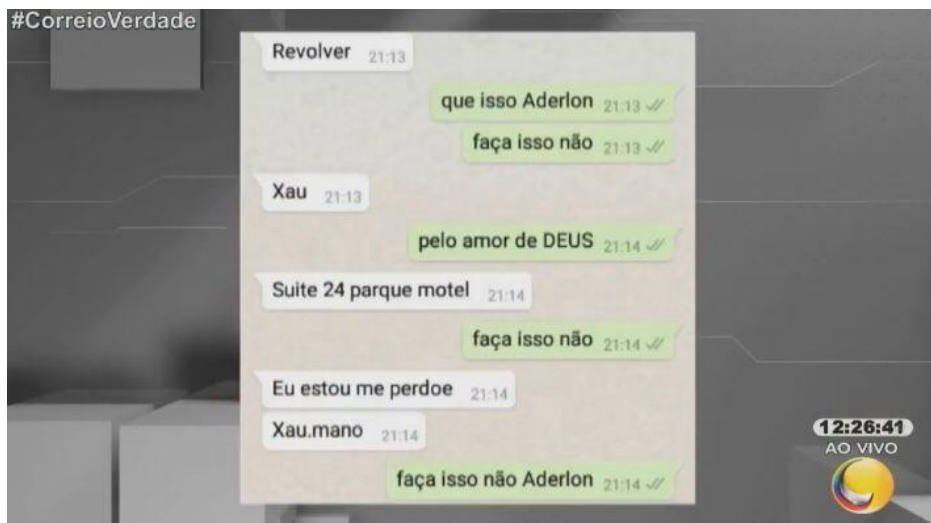 #CorreioVerdade
Revolver 21:13
que isso Aderlon 21:13
faça isso não 21:13
Xau 21:13
pelo amor de DEUS 21:14
Suite 24 parque motel 21:14
faça isso não 21:14
Eu estou me perdoe 21:14
Xau.mano 21:14
faça isso não Aderlon 21:14
12:26:41
AO VIVO